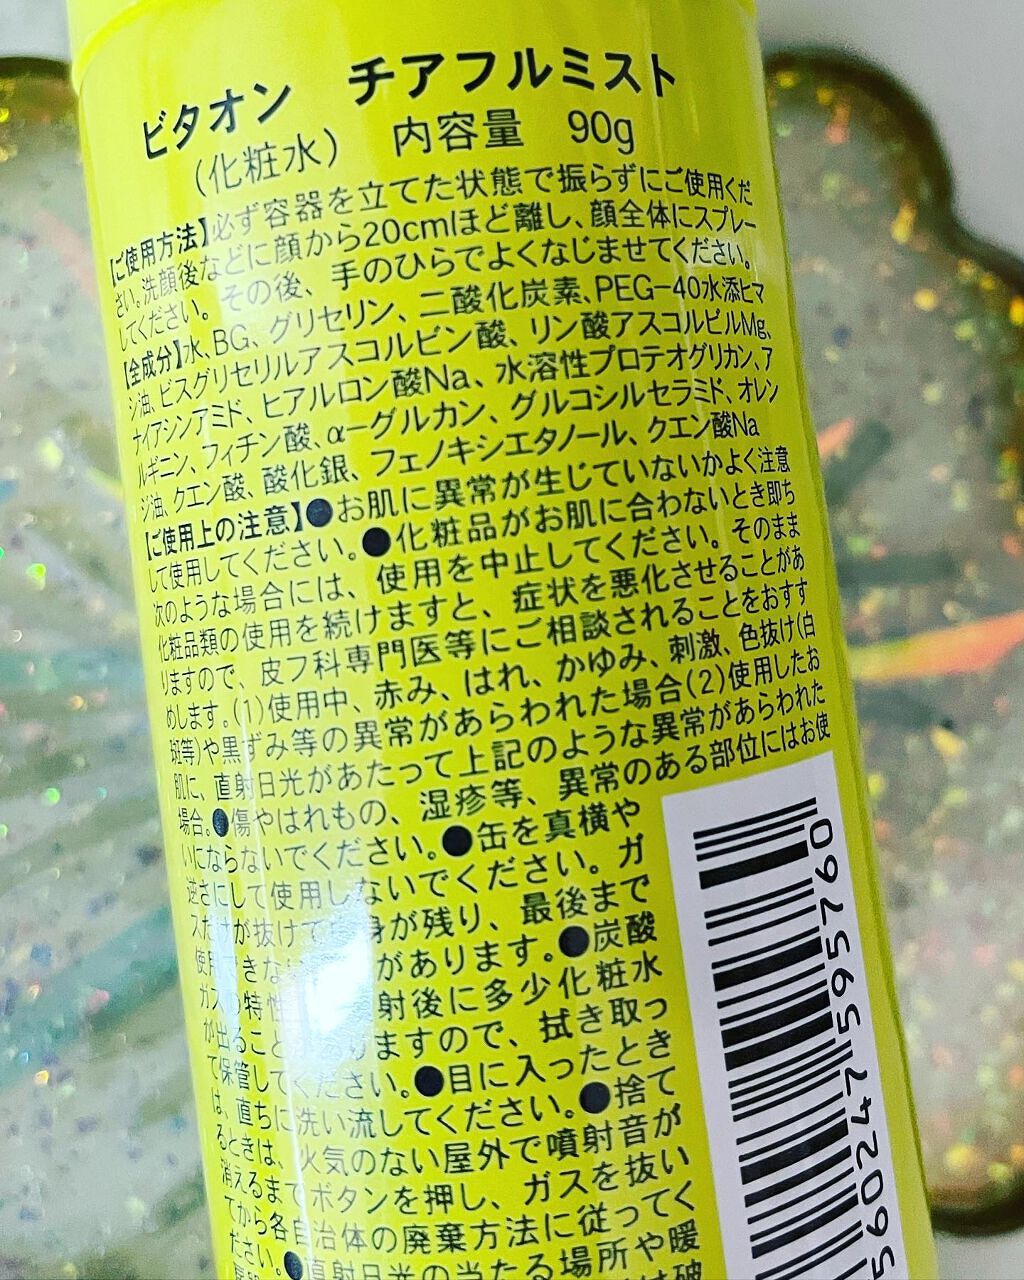 ビタオン　チアフルミスト
(化粧水)　内容量　90g
【ご使用方法】必ず容器を立てた状態で振らずにご使用くだ
さい。洗顔後などに顔から20cmほど離し、顔全体にスプレー
してください。その後、手のひらでよくなじませてください。
【全成分】水、BG、グリセリン、二酸化炭素、PEG-40水添ヒマ
シ油、ビスグリセリルアスコルビン酸、リン酸アスコルビルMg、
ナイアシンアミド、ヒアルロン酸Na、水溶性プロテオグリカン、ア
ルギニン、フィチン酸、α-グルカン、グルコシルセラミド、オレン
ジ油、クエン酸、酸化銀、フェノキシエタノール、クエン酸Na
【ご使用上の注意】●お肌に異常が生じていないかよく注意
して使用してください。●化粧品がお肌に合わないとき即ち
次のような場合には、使用を中止してください。そのまま
化粧品類の使用を続けますと、症状を悪化させることがあ
りますので、皮フ科専門医等にご相談されることをおすす
めします。(1)使用中、赤み、はれ、かゆみ、刺激、色抜け(白
斑等)や黒ずみ等の異常があらわれた場合(2)使用したお
肌に、直射日光があたって上記のような異常があらわれた
場合。●傷やはれもの、湿疹等、異常のある部位にはお使
いにならないでください。●缶を真横や
逆さにして使用しないでください。ガ
スだけが抜けて 身が残り、最後まで
使用できな があります。●炭酸
ガスの特性 射後に多少化粧水
が出ること ありますので、拭き取っ
て保管してください。●目に入ったとき
は、直ちに洗い流してください。●捨て
るときは、火気のない屋外で噴射音が
消えるまでボタンを押し、ガスを抜い
てから各自治体の廃棄方法に従ってく
ださい。●直射日光の当たる場所や暖
560247595760